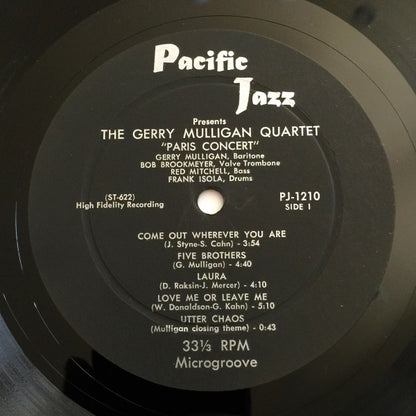 Pacific
Jazz
Presents
THE GERRY MULLIGAN QUARTET
"PARIS CONCERT"
GERRY MULLIGAN, Baritone
BOB BROOKMEYER, Valve Trombone
RED MITCHELL, Bass
FRANK ISOLA, Drums
(ST-622)
High Fidelity Recording
PJ-1210
SIDE 1
COME OUT WHEREVER YOU ARE
(J. Styne-S. Cahn) - 3:54
FIVE BROTHERS
(G. Mulligan) - 4:40
LAURA
(D. Raksin-J. Mercer) - 4:10
LOVE ME OR LEAVE ME
(W. Donaldson-G. Kahn) - 5:10
UTTER CHAOS
(Mulligan closing theme) - 0:43
33⅓ RPM
Microgroove